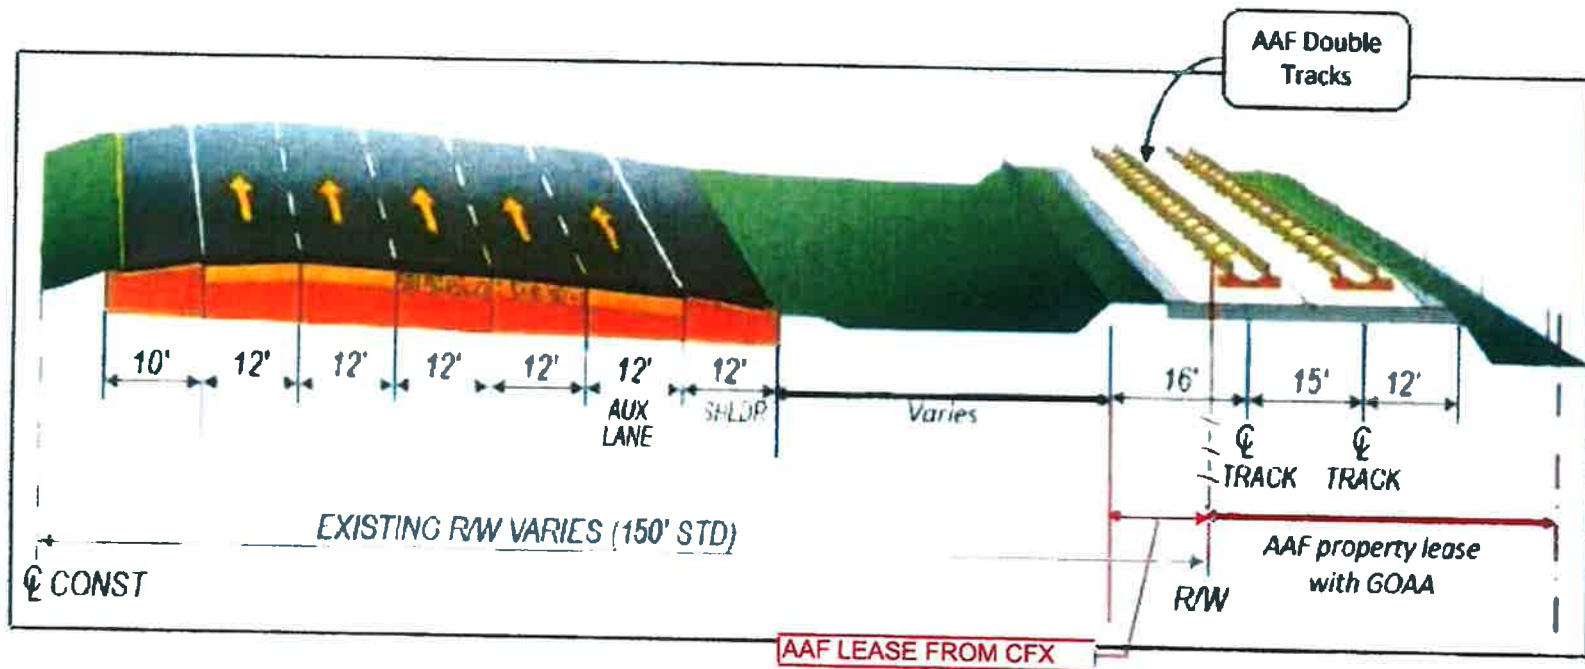 AAF Double
Tracks
10' 12' 12' 12' 12' 12' 12' Varies 16' 15' 12'
AUX
LANE
SHLDR
℄ ℄
TRACK TRACK
EXISTING R/W VARIES (150' STD)
℄ CONST
R/W
AAF property lease
with GOAA
AAF LEASE FROM CFX